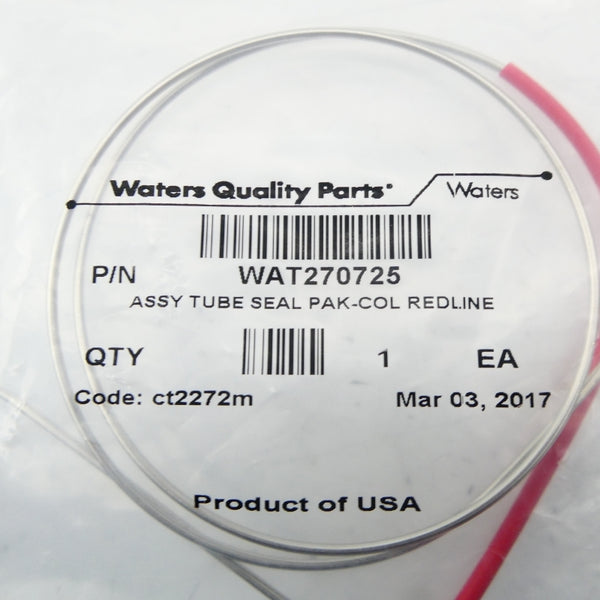 Waters Quality Parts® Waters
P/N WAT270725
ASSY TUBE SEAL PAK-COL REDLINE
QTY 1 EA
Code: ct2272m Mar 03, 2017
Product of USA